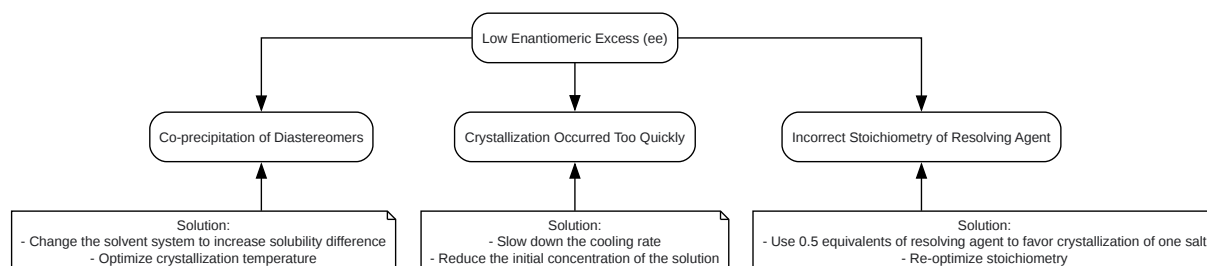 Low Enantiomeric Excess (ee)
Co-precipitation of Diastereomers
Crystallization Occurred Too Quickly
Incorrect Stoichiometry of Resolving Agent
Solution:
- Change the solvent system to increase solubility difference
- Optimize crystallization temperature
Solution:
- Slow down the cooling rate
- Reduce the initial concentration of the solution
Solution:
- Use 0.5 equivalents of resolving agent to favor crystallization of one salt
- Re-optimize stoichiometry